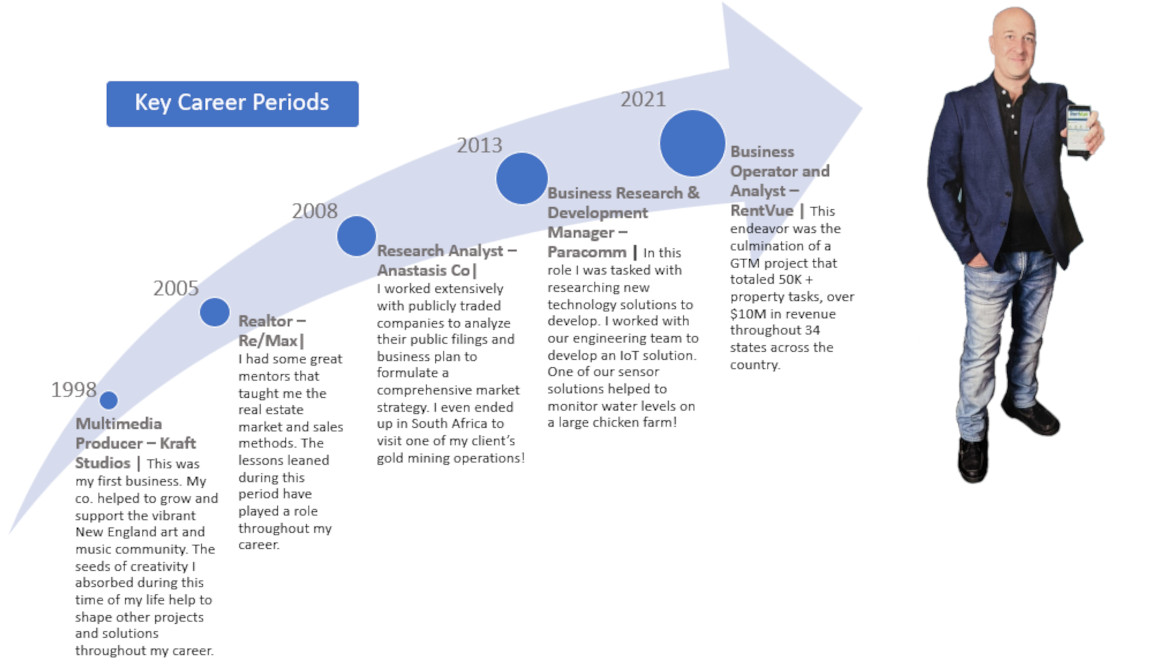 Key Career Periods
1998
Multimedia
Producer – Kraft
Studios | This was
my first business. My
co. helped to grow and
support the vibrant
New England art and
music community. The
seeds of creativity I
absorbed during this
time of my life help to
shape other projects
and solutions
throughout my career.
2005
Realtor –
Re/Max|
I had some great
mentors that
taught me the
real estate
market and sales
methods. The
lessons leaned
during this
period have
played a role
throughout my
career.
2008
Research Analyst –
Anastasis Co|
I worked extensively
with publicly traded
companies to analyze
their public filings and
business plan to
formulate a
comprehensive market
strategy. I even ended
up in South Africa to
visit one of my client's
gold mining operations!
2013
Business Research &
Development
Manager –
Paracomm | In this
role I was tasked with
researching new
technology solutions to
develop. I worked with
our engineering team to
develop an IoT solution.
One of our sensor
solutions helped to
monitor water levels on
a large chicken farm!
2021
Business
Operator and
Analyst –
RentVue | This
endeavor was the
culmination of a
GTM project that
totaled 50K +
property tasks, over
$10M in revenue
throughout 34
states across the
country.
RentVue